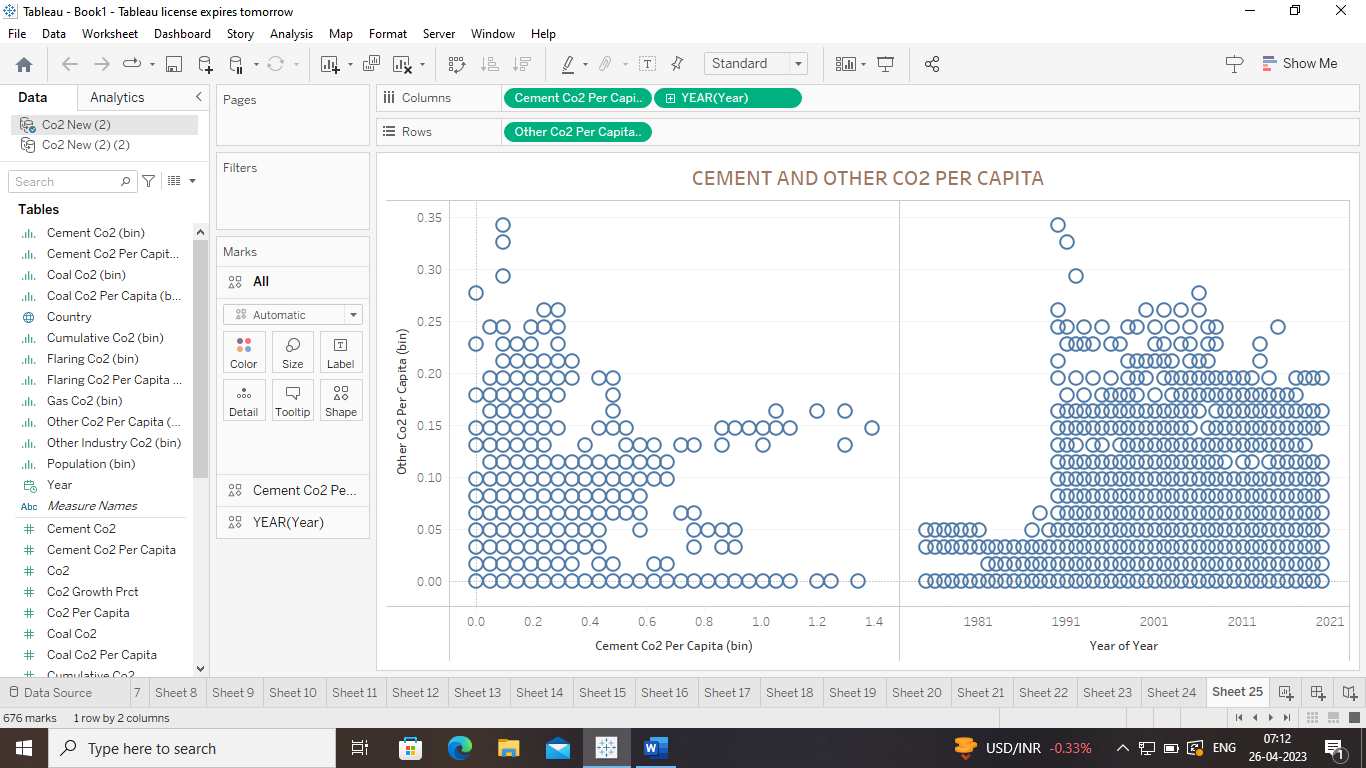 Tableau - Book1 - Tableau license expires tomorrow
File Data Worksheet Dashboard Story Analysis Map Format Server Window Help
Standard
Show Me
Data Analytics
Co2 New (2)
Co2 New (2) (2)
Search
Tables
Cement Co2 (bin)
Cement Co2 Per Capit...
Coal Co2 (bin)
Coal Co2 Per Capita (b...
Country
Cumulative Co2 (bin)
Flaring Co2 (bin)
Flaring Co2 Per Capita ...
Gas Co2 (bin)
Other Co2 Per Capita (...
Other Industry Co2 (bin)
Population (bin)
Year
Abc Measure Names
Cement Co2
Cement Co2 Per Capita
Co2
Co2 Growth Prct
Co2 Per Capita
Coal Co2
Coal Co2 Per Capita
Cumulative Co2
Pages
Filters
Marks
All
Automatic
Color Size Label
Detail Tooltip Shape
Cement Co2 Pe...
YEAR(Year)
Columns Cement Co2 Per Capi.. YEAR(Year)
Rows Other Co2 Per Capita..
CEMENT AND OTHER CO2 PER CAPITA
Other Co2 Per Capita (bin)
0.35
0.30
0.25
0.20
0.15
0.10
0.05
0.00
0.0 0.2 0.4 0.6 0.8 1.0 1.2 1.4
Cement Co2 Per Capita (bin)
1981 1991 2001 2011 2021
Year of Year
Data Source 7 Sheet 8 Sheet 9 Sheet 10 Sheet 11 Sheet 12 Sheet 13 Sheet 14 Sheet 15 Sheet 16 Sheet 17 Sheet 18 Sheet 19 Sheet 20 Sheet 21 Sheet 22 Sheet 23 Sheet 24 Sheet 25
676 marks 1 row by 2 columns
Type here to search
USD/INR -0.33%
ENG
07:12
26-04-2023
1